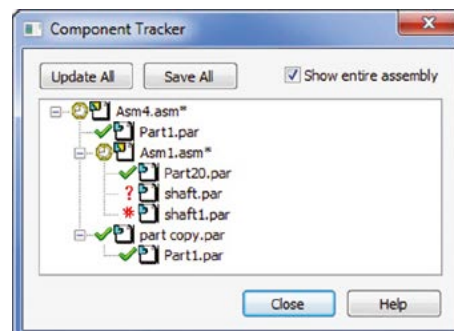 Component Tracker
Update All Save All Show entire assembly
Asm4.asm*
Part1.par
Asm1.asm*
Part20.par
? shaft.par
shaft1.par
part copy.par
Part1.par
Close Help